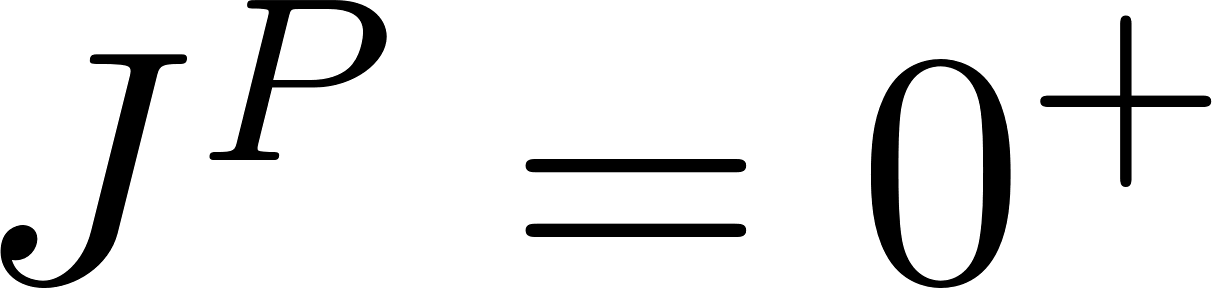 J^P = 0^+